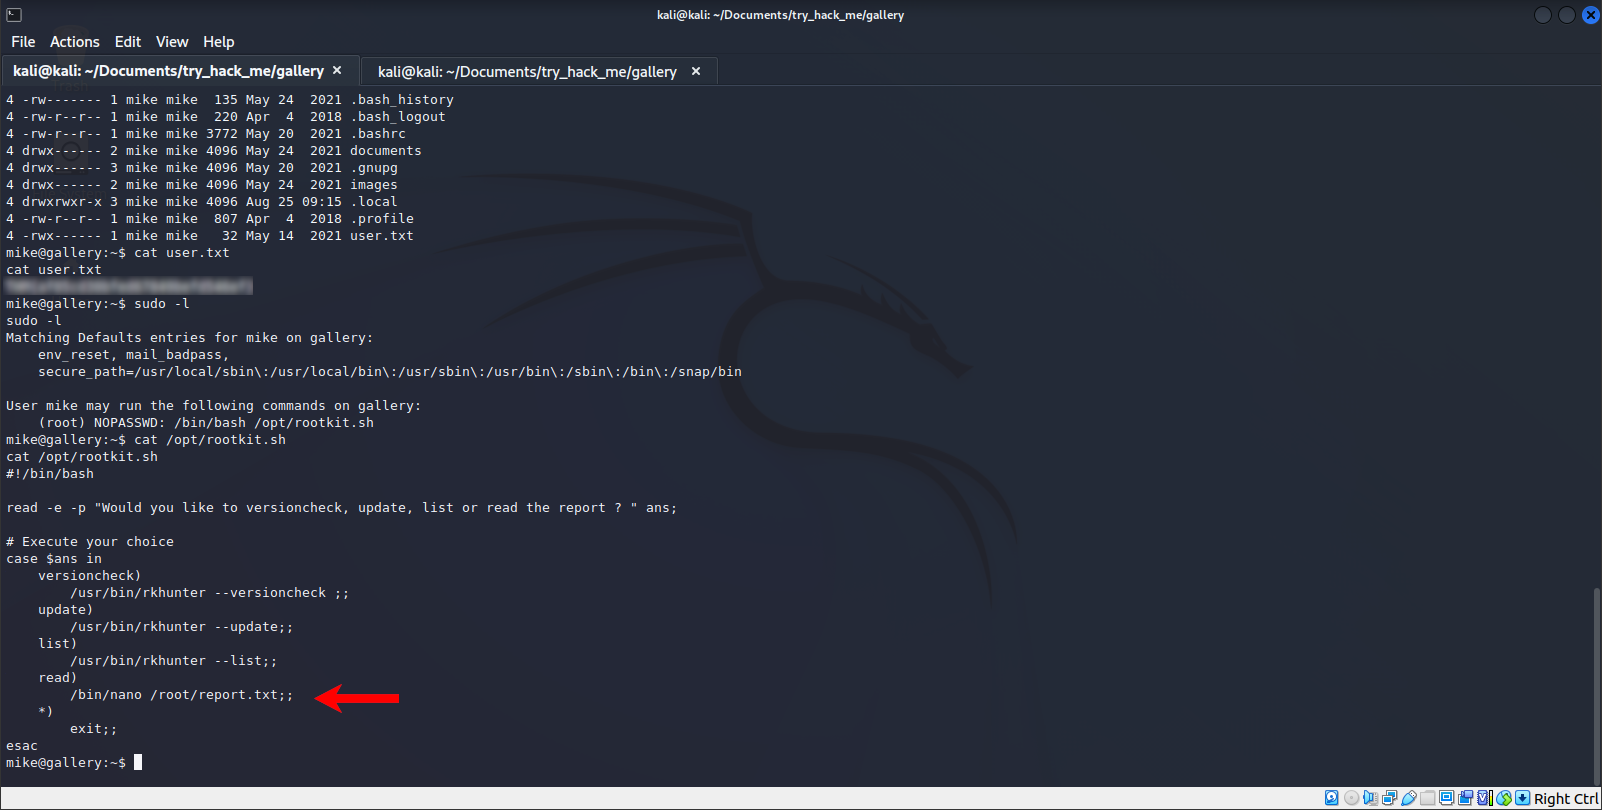 kali@kali: ~/Documents/try_hack_me/gallery
File Actions Edit View Help
kali@kali: ~/Documents/try_hack_me/gallery × kali@kali: ~/Documents/try_hack_me/gallery ×
4 -rw------- 1 mike mike  135 May 24  2021 .bash_history
4 -rw-r--r-- 1 mike mike  220 Apr  4  2018 .bash_logout
4 -rw-r--r-- 1 mike mike 3772 May 20  2021 .bashrc
4 drwx------ 2 mike mike 4096 May 24  2021 documents
4 drwx------ 3 mike mike 4096 May 20  2021 .gnupg
4 drwx------ 2 mike mike 4096 May 24  2021 images
4 drwxrwxr-x 3 mike mike 4096 Aug 25 09:15 .local
4 -rw-r--r-- 1 mike mike  807 Apr  4  2018 .profile
4 -rwx------ 1 mike mike   32 May 14  2021 user.txt
mike@gallery:~$ cat user.txt
cat user.txt
mike@gallery:~$ sudo -l
sudo -l
Matching Defaults entries for mike on gallery:
    env_reset, mail_badpass,
    secure_path=/usr/local/sbin\:/usr/local/bin\:/usr/sbin\:/usr/bin\:/sbin\:/bin\:/snap/bin
User mike may run the following commands on gallery:
    (root) NOPASSWD: /bin/bash /opt/rootkit.sh
mike@gallery:~$ cat /opt/rootkit.sh
cat /opt/rootkit.sh
#!/bin/bash
read -e -p "Would you like to versioncheck, update, list or read the report ? " ans;
# Execute your choice
case $ans in
    versioncheck)
        /usr/bin/rkhunter --versioncheck ;;
    update)
        /usr/bin/rkhunter --update;;
    list)
        /usr/bin/rkhunter --list;;
    read)
        /bin/nano /root/report.txt;;
    *)
        exit;;
esac
mike@gallery:~$
Right Ctrl